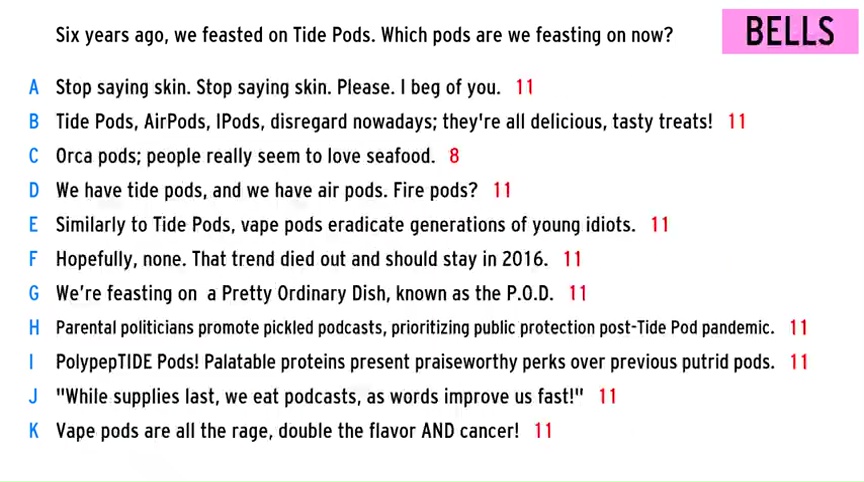 Six years ago, we feasted on Tide Pods. Which pods are we feasting on now?
BELLS
A Stop saying skin. Stop saying skin. Please. I beg of you. 11
B Tide Pods, AirPods, IPods, disregard nowadays; they're all delicious, tasty treats! 11
C Orca pods; people really seem to love seafood. 8
D We have tide pods, and we have air pods. Fire pods? 11
E Similarly to Tide Pods, vape pods eradicate generations of young idiots. 11
F Hopefully, none. That trend died out and should stay in 2016. 11
G We're feasting on a Pretty Ordinary Dish, known as the P.O.D. 11
H Parental politicians promote pickled podcasts, prioritizing public protection post-Tide Pod pandemic. 11
I PolypepTIDE Pods! Palatable proteins present praiseworthy perks over previous putrid pods. 11
J "While supplies last, we eat podcasts, as words improve us fast!" 11
K Vape pods are all the rage, double the flavor AND cancer! 11